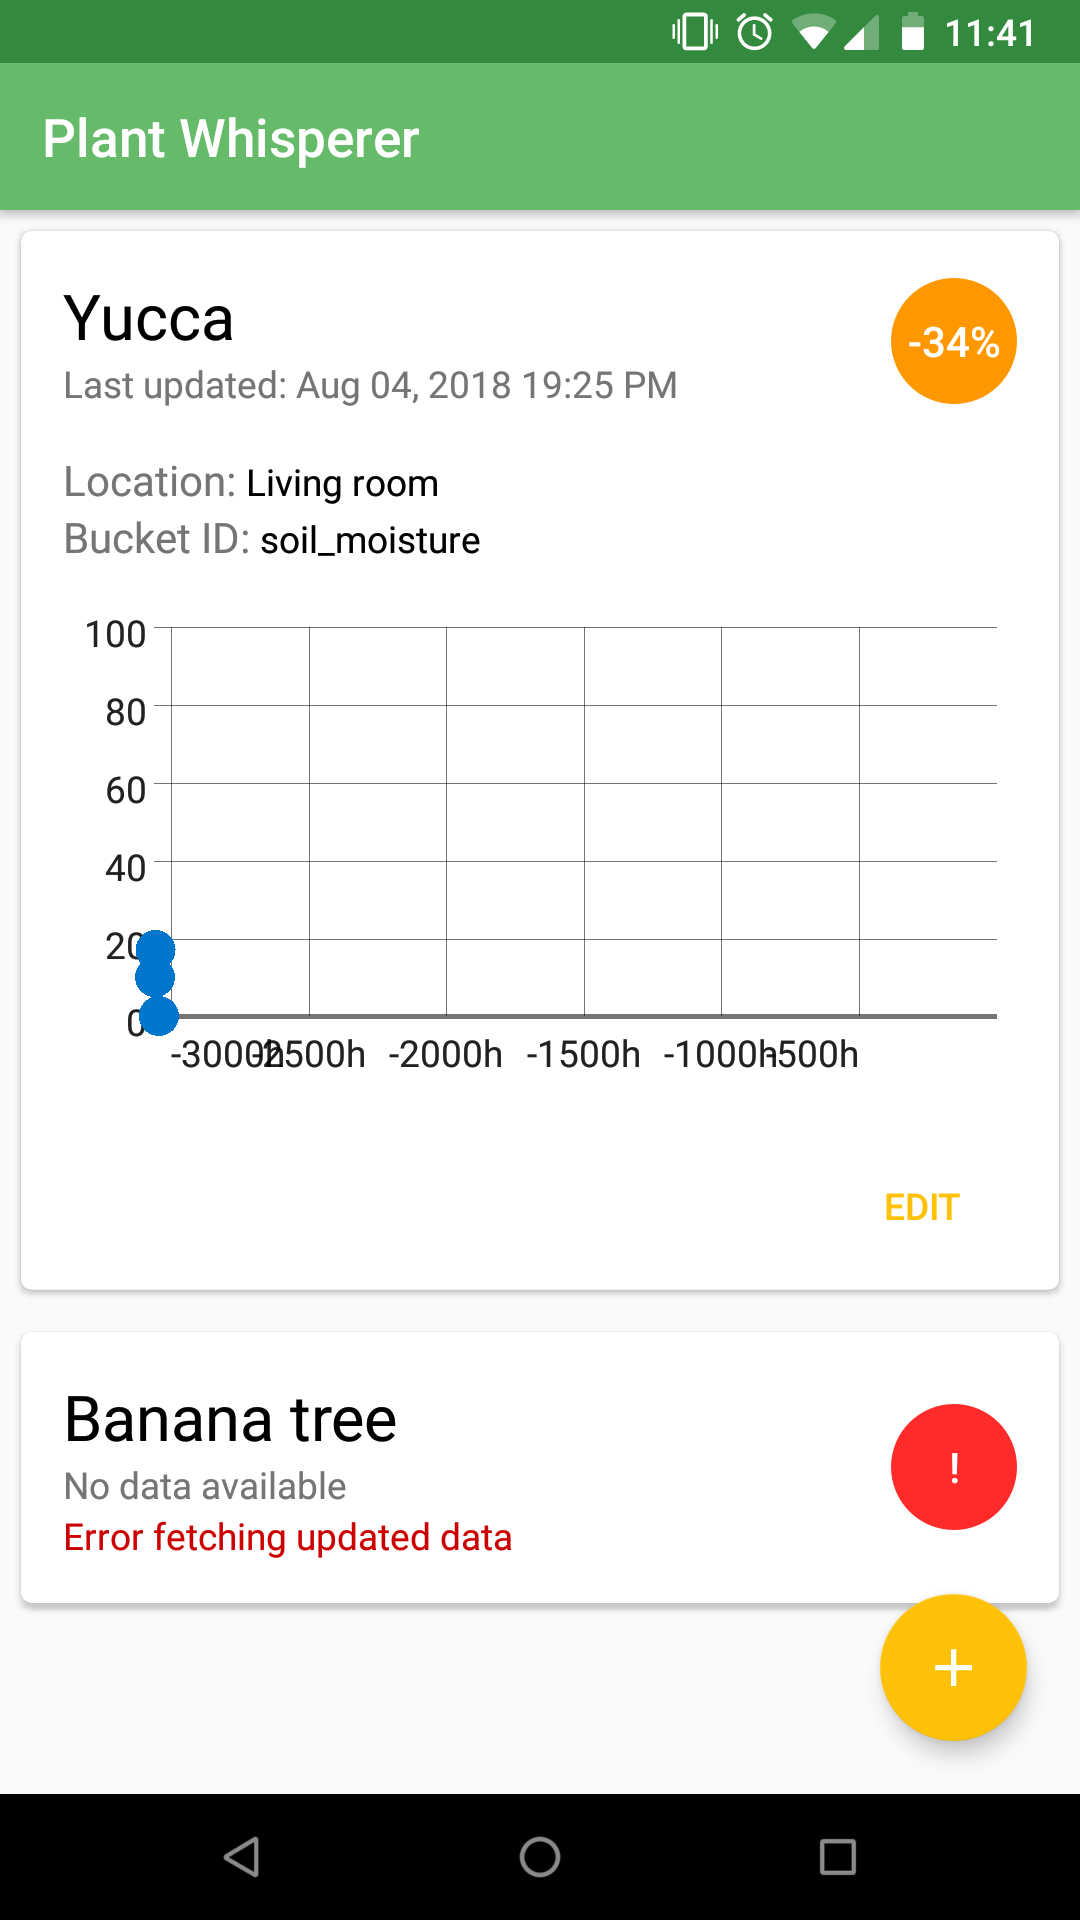 11:41
Plant Whisperer
Yucca
-34%
Last updated: Aug 04, 2018 19:25 PM
Location: Living room
Bucket ID: soil_moisture
100
80
60
40
20
0
-3000h -2500h -2000h -1500h -1000h -500h
EDIT
Banana tree
No data available
!
Error fetching updated data
+